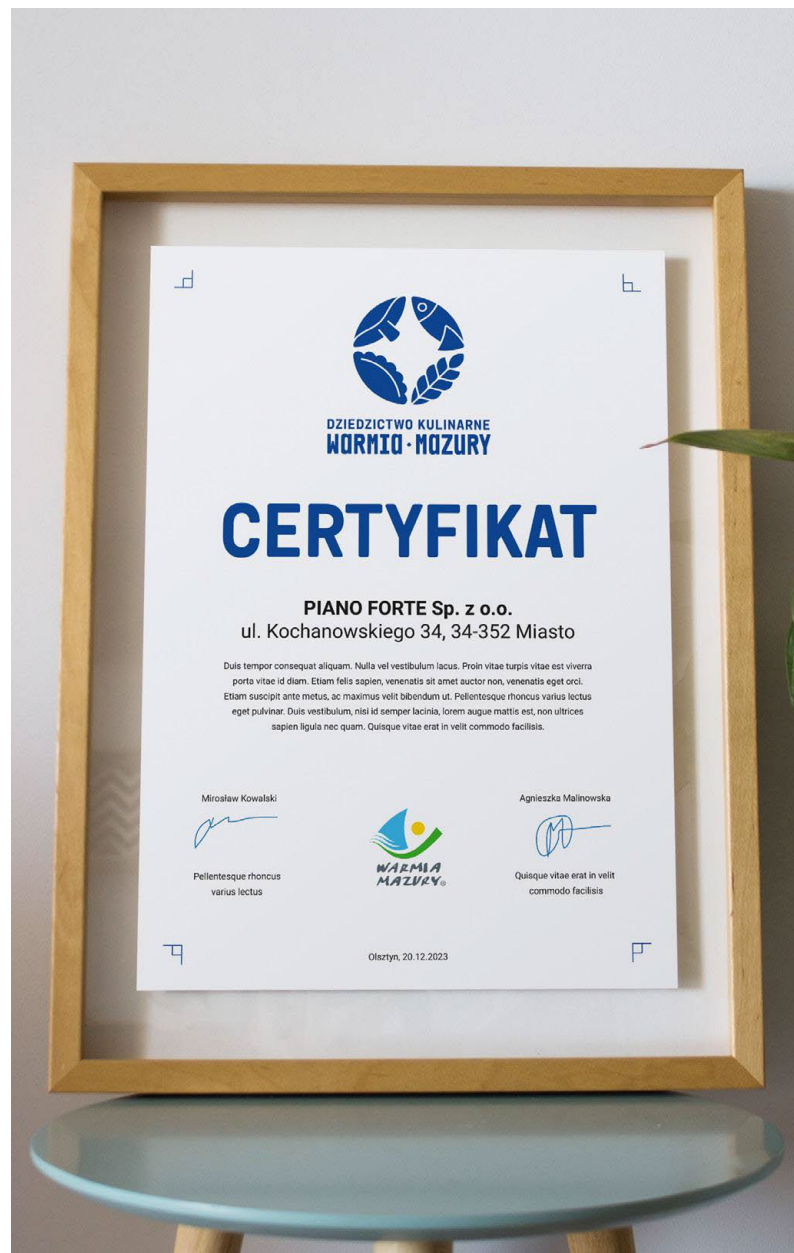 DZIEDZICTWO KULINARNE
WARMIA·MAZURY
CERTYFIKAT
PIANO FORTE Sp. z o.o.
ul. Kochanowskiego 34, 34-352 Miasto
Duis tempor consequat aliquam. Nulla vel vestibulum lacus. Proin vitae turpis vitae est viverra
porta vitae id diam. Etiam felis sapien, venenatis sit amet auctor non, venenatis eget orci.
Etiam suscipit ante metus, ac maximus velit bibendum ut. Pellentesque rhoncus varius lectus
eget pulvinar. Duis vestibulum, nisi id semper lacinia, lorem augue mattis est, non ultrices
sapien ligula nec quam. Quisque vitae erat in velit commodo facilisis.
Mirosław Kowalski
Pellentesque rhoncus
varius lectus
WARMIA
MAZURY®
Agnieszka Malinowska
Quisque vitae erat in velit
commodo facilisis
Olsztyn, 20.12.2023